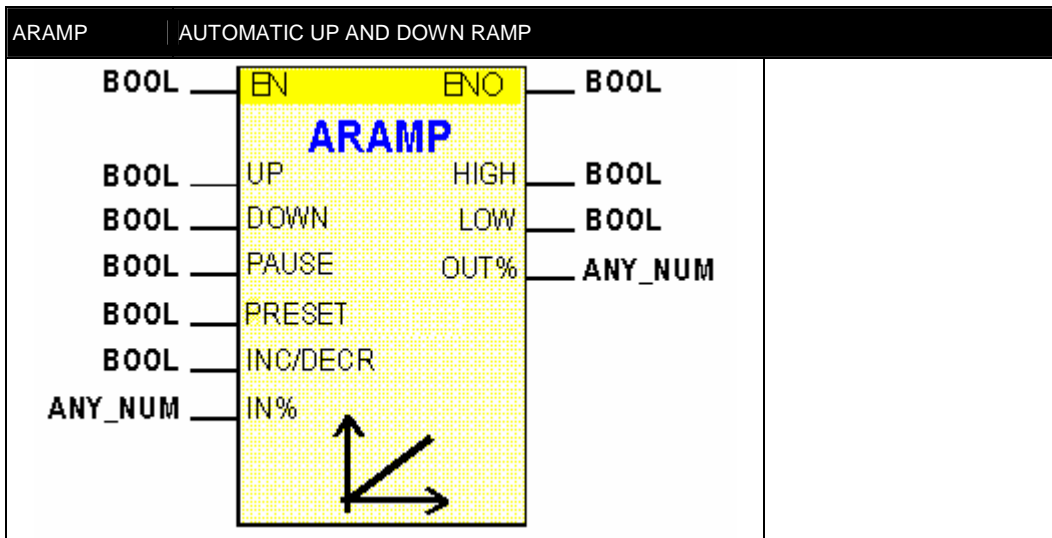 ARAMP AUTOMATIC UP AND DOWN RAMP
BOOL EN ENO BOOL
ARAMP
BOOL UP HIGH BOOL
BOOL DOWN LOW BOOL
BOOL PAUSE OUT% ANY_NUM
BOOL PRESET
BOOL INC/DECR
ANY_NUM IN%